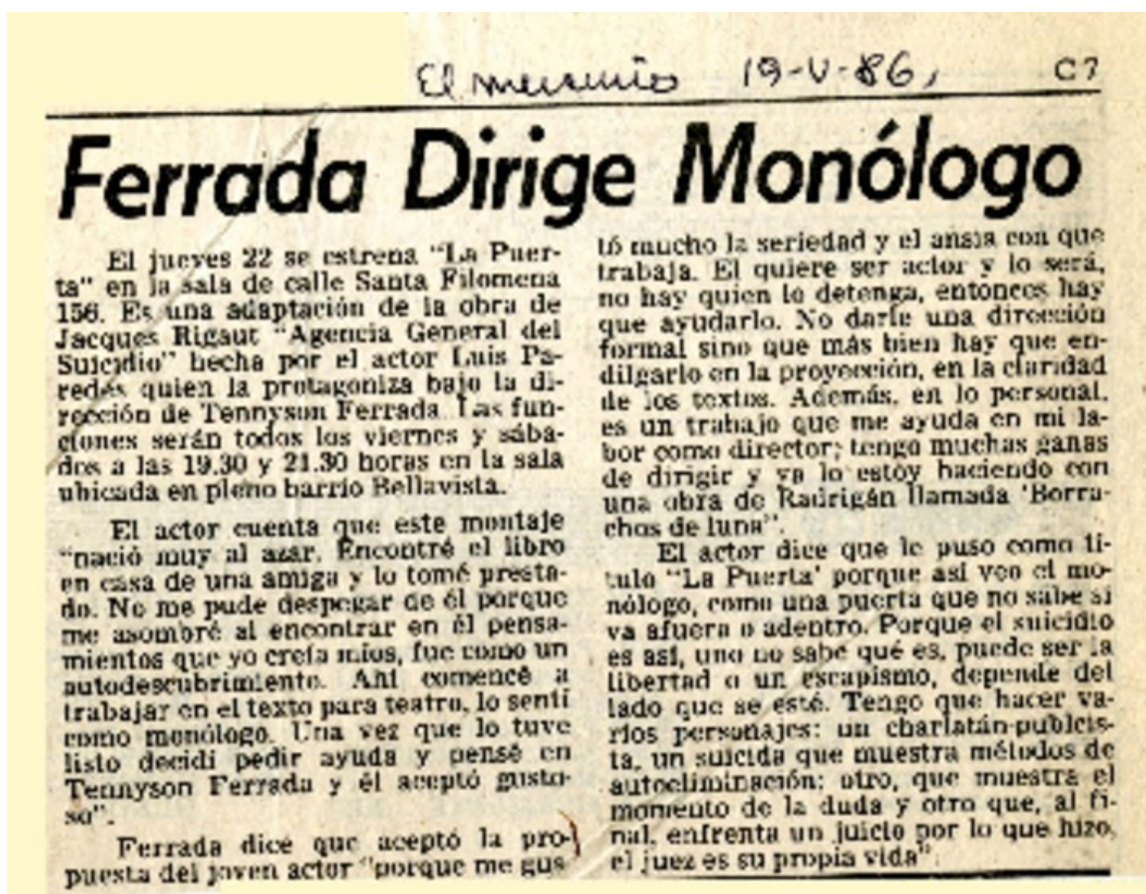 El mercurio 19-V-86, C7
Ferrada Dirige Monólogo
El jueves 22 se estrena "La Puer-
ta" en la sala de calle Santa Filomena
156. Es una adaptación de la obra de
Jacques Rigaut "Agencia General del
Suicidio" hecha por el actor Luis Pa-
redes quien la protagoniza bajo la di-
rección de Tennyson Ferrada. Las fun-
ciones serán todos los viernes y sába-
dos a las 19.30 y 21.30 horas en la sala
ubicada en pleno barrio Bellavista.
El actor cuenta que este montaje
"nació muy al azar. Encontré el libro
en casa de una amiga y lo tomé presta-
do. No me pude despegar de él porque
me asombré al encontrar en él pensa-
mientos que yo creía míos, fue como un
autodescubrimiento. Ahí comencé a
trabajar en el texto para teatro, lo sentí
como monólogo. Una vez que lo tuve
listo decidí pedir ayuda y pensé en
Tennyson Ferrada y él aceptó gusto-
so".
Ferrada dice que aceptó la pro-
puesta del joven actor "porque me gus
tó mucho la seriedad y el ansia con que
trabaja. El quiere ser actor y lo será,
no hay quien lo detenga, entonces hay
que ayudarlo. No darle una dirección
formal sino que más bien hay que en-
dilgarlo en la proyección, en la claridad
de los textos. Además, en lo personal,
es un trabajo que me ayuda en mi la-
bor como director; tengo muchas ganas
de dirigir y ya lo estoy haciendo con
una obra de Radrigán llamada 'Borra-
chos de luna".
El actor dice que le puso como tí-
tulo "La Puerta' porque así veo el mo-
nólogo, como una puerta que no sabe si
va afuera o adentro. Porque el suicidio
es así, uno no sabe qué es, puede ser la
libertad o un escapismo, depende del
lado que se esté. Tengo que hacer va-
rios personajes: un charlatán-publicis-
ta, un suicida que muestra métodos de
autoeliminación; otro, que muestra el
momento de la duda y otro que, al fi-
nal, enfrenta un juicio por lo que hizo,
el juez es su propia vida".